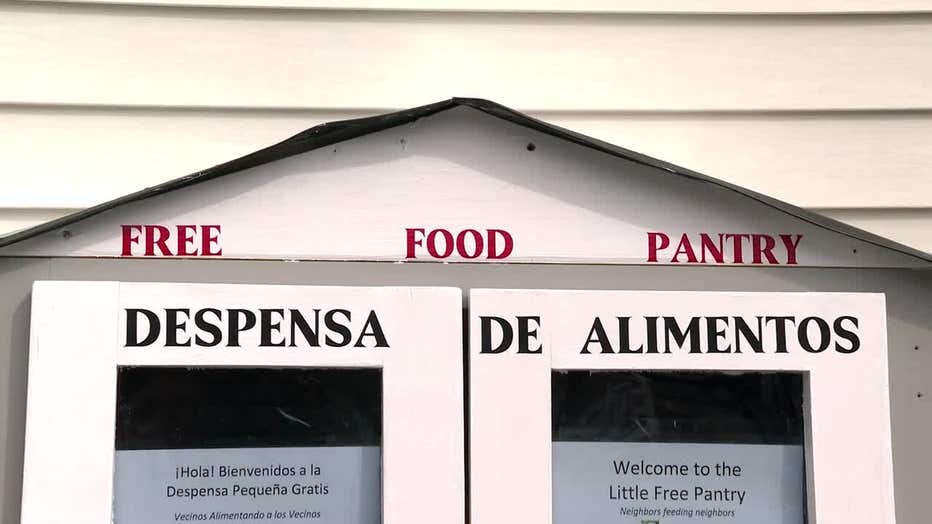 FREE FOOD PANTRY
DESPENSA DE ALIMENTOS
¡Hola! Bienvenidos a la
Despensa Pequeña Gratis
Vecinos Alimentando a los Vecinos
Welcome to the
Little Free Pantry
Neighbors feeding neighbors